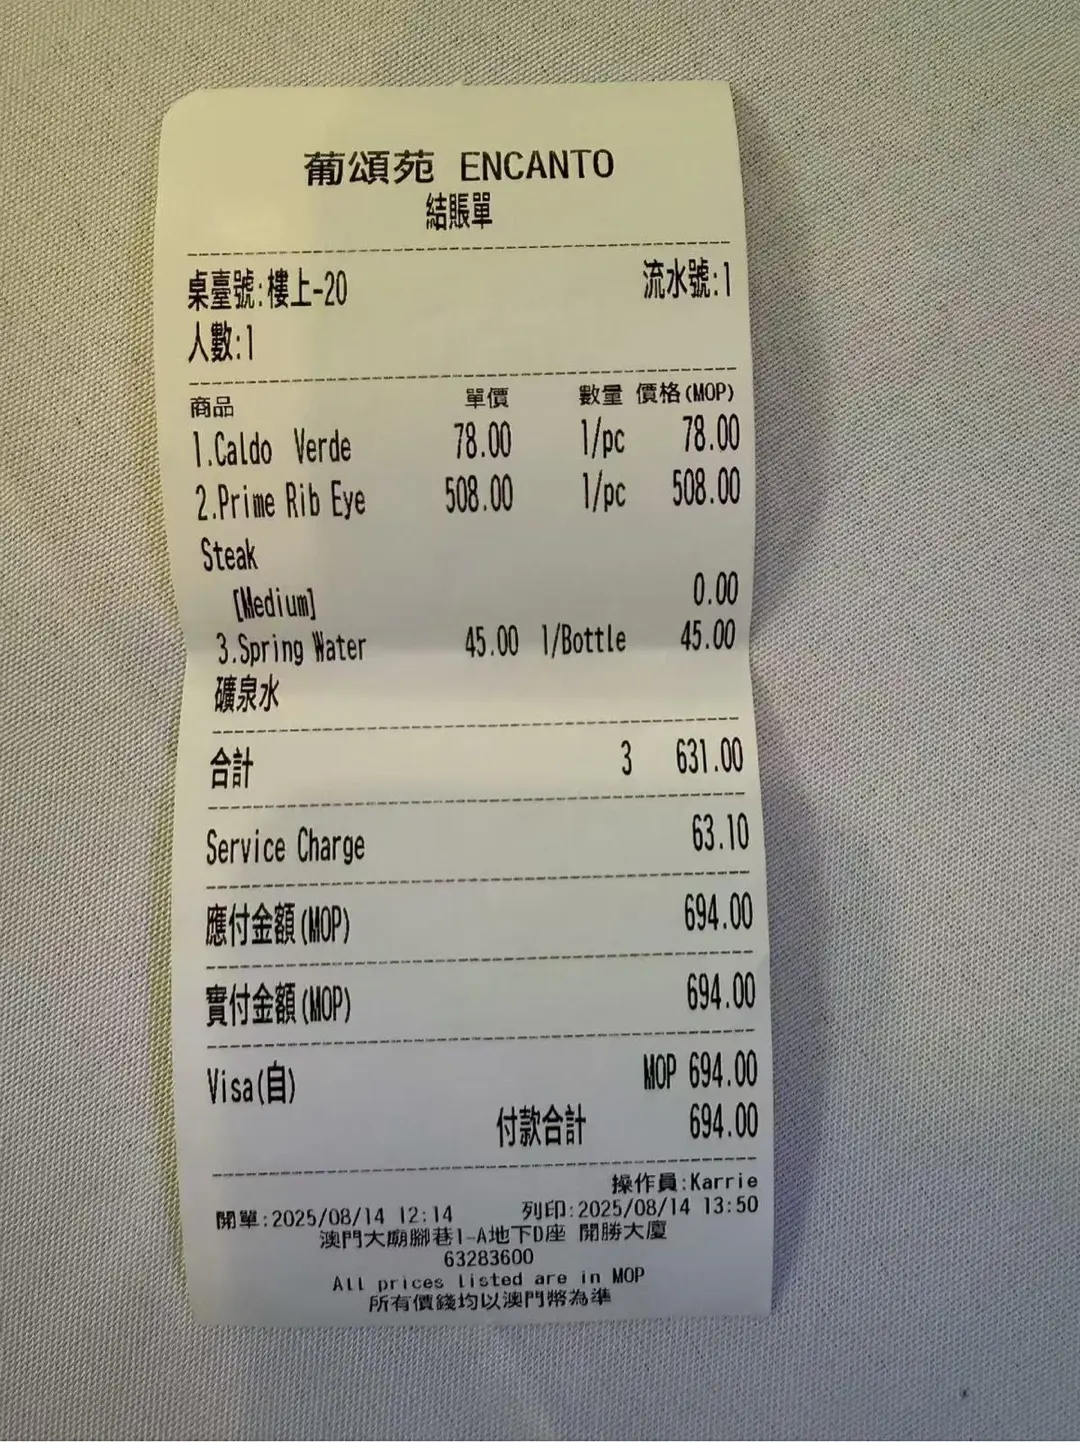 葡頌苑 ENCANTO
結賬單
桌臺號:樓上-20 流水號:1
人數:1
商品 單價 數量 價格(MOP)
1.Caldo Verde 78.00 1/pc 78.00
2.Prime Rib Eye 508.00 1/pc 508.00
Steak
[Medium] 0.00
3.Spring Water 45.00 1/Bottle 45.00
礦泉水
合計 3 631.00
Service Charge 63.10
應付金額(MOP) 694.00
實付金額(MOP) 694.00
Visa(自) MOP 694.00
付款合計 694.00
操作員:Karrie
開單:2025/08/14 12:14 列印:2025/08/14 13:50
澳門大廟腳巷1-A地下D座 開勝大廈
63283600
All prices listed are in MOP
所有價錢均以澳門幣為準